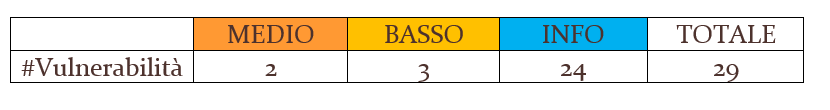 MEDIO BASSO INFO TOTALE
#Vulnerabilità 2 3 24 29